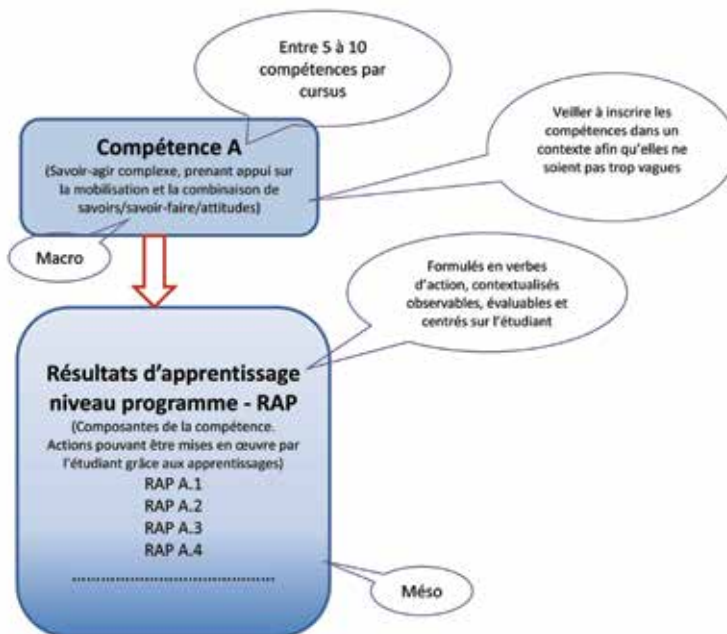 Entre 5 à 10
compétences par
cursus
Veiller à inscrire les
compétences dans un
contexte afin qu'elles ne
soient pas trop vagues
Compétence A
(Savoir-agir complexe, prenant appui sur
la mobilisation et la combinaison de
savoirs/savoir-faire/attitudes)
Macro
Formulés en verbes
d'action, contextualisés
observables, évaluables et
centrés sur l'étudiant
Résultats d'apprentissage
niveau programme - RAP
(Composantes de la compétence.
Actions pouvant être mises en œuvre par
l'étudiant grâce aux apprentissages)
RAP A.1
RAP A.2
RAP A.3
RAP A.4
................................................
Méso